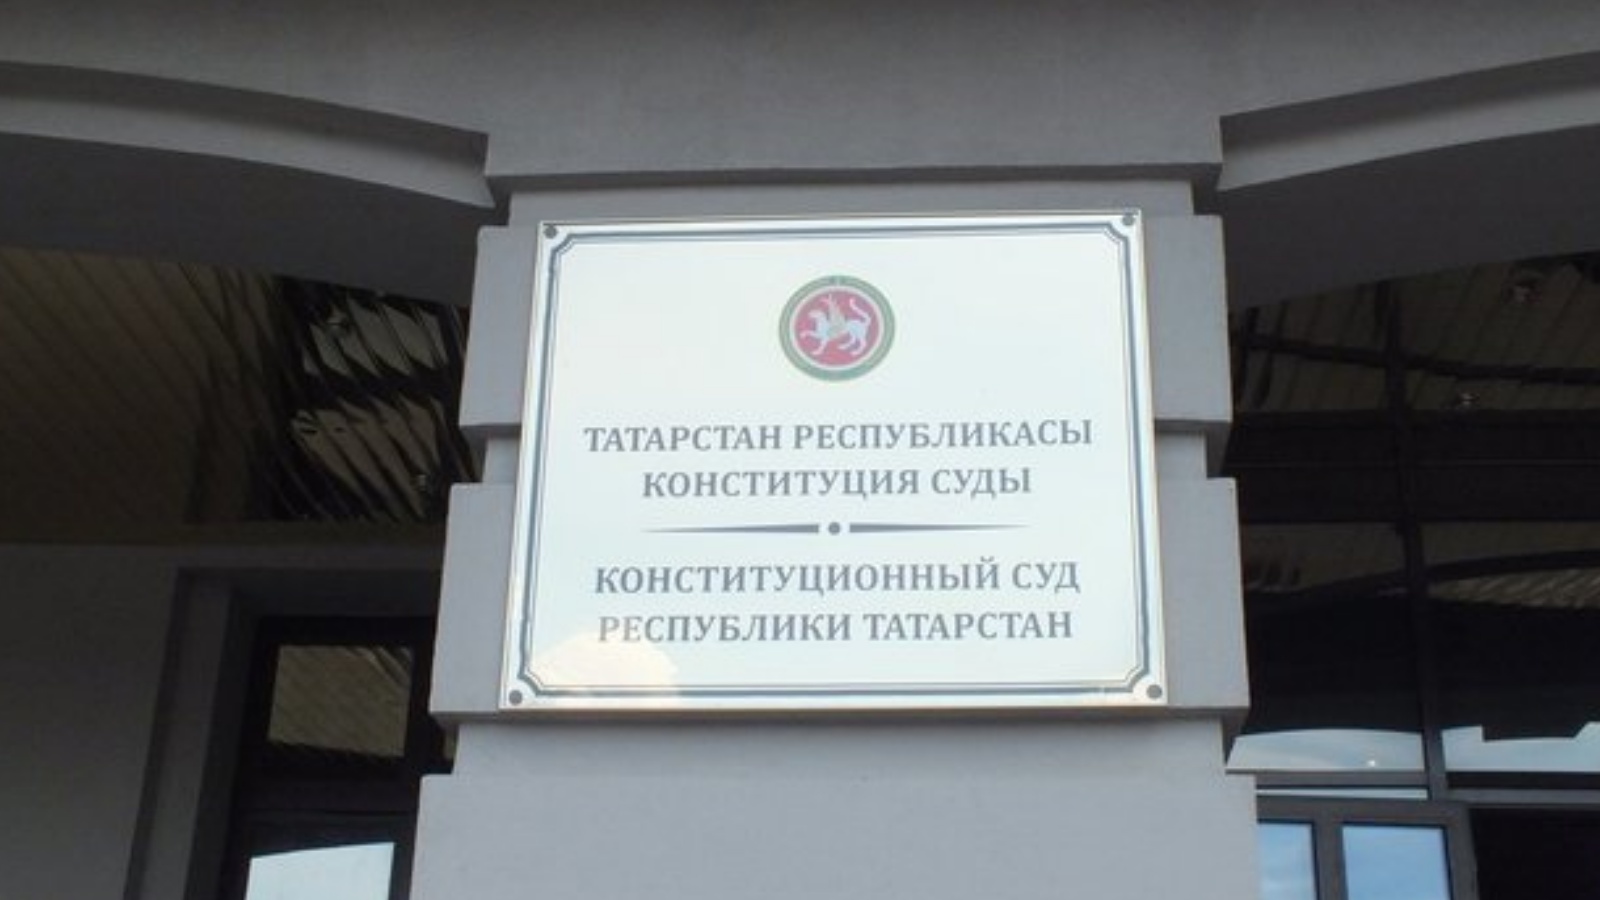 ТАТАРСТАН РЕСПУБЛИКАСЫ
КОНСТИТУЦИЯ СУДЫ
КОНСТИТУЦИОННЫЙ СУД
РЕСПУБЛИКИ ТАТАРСТАН